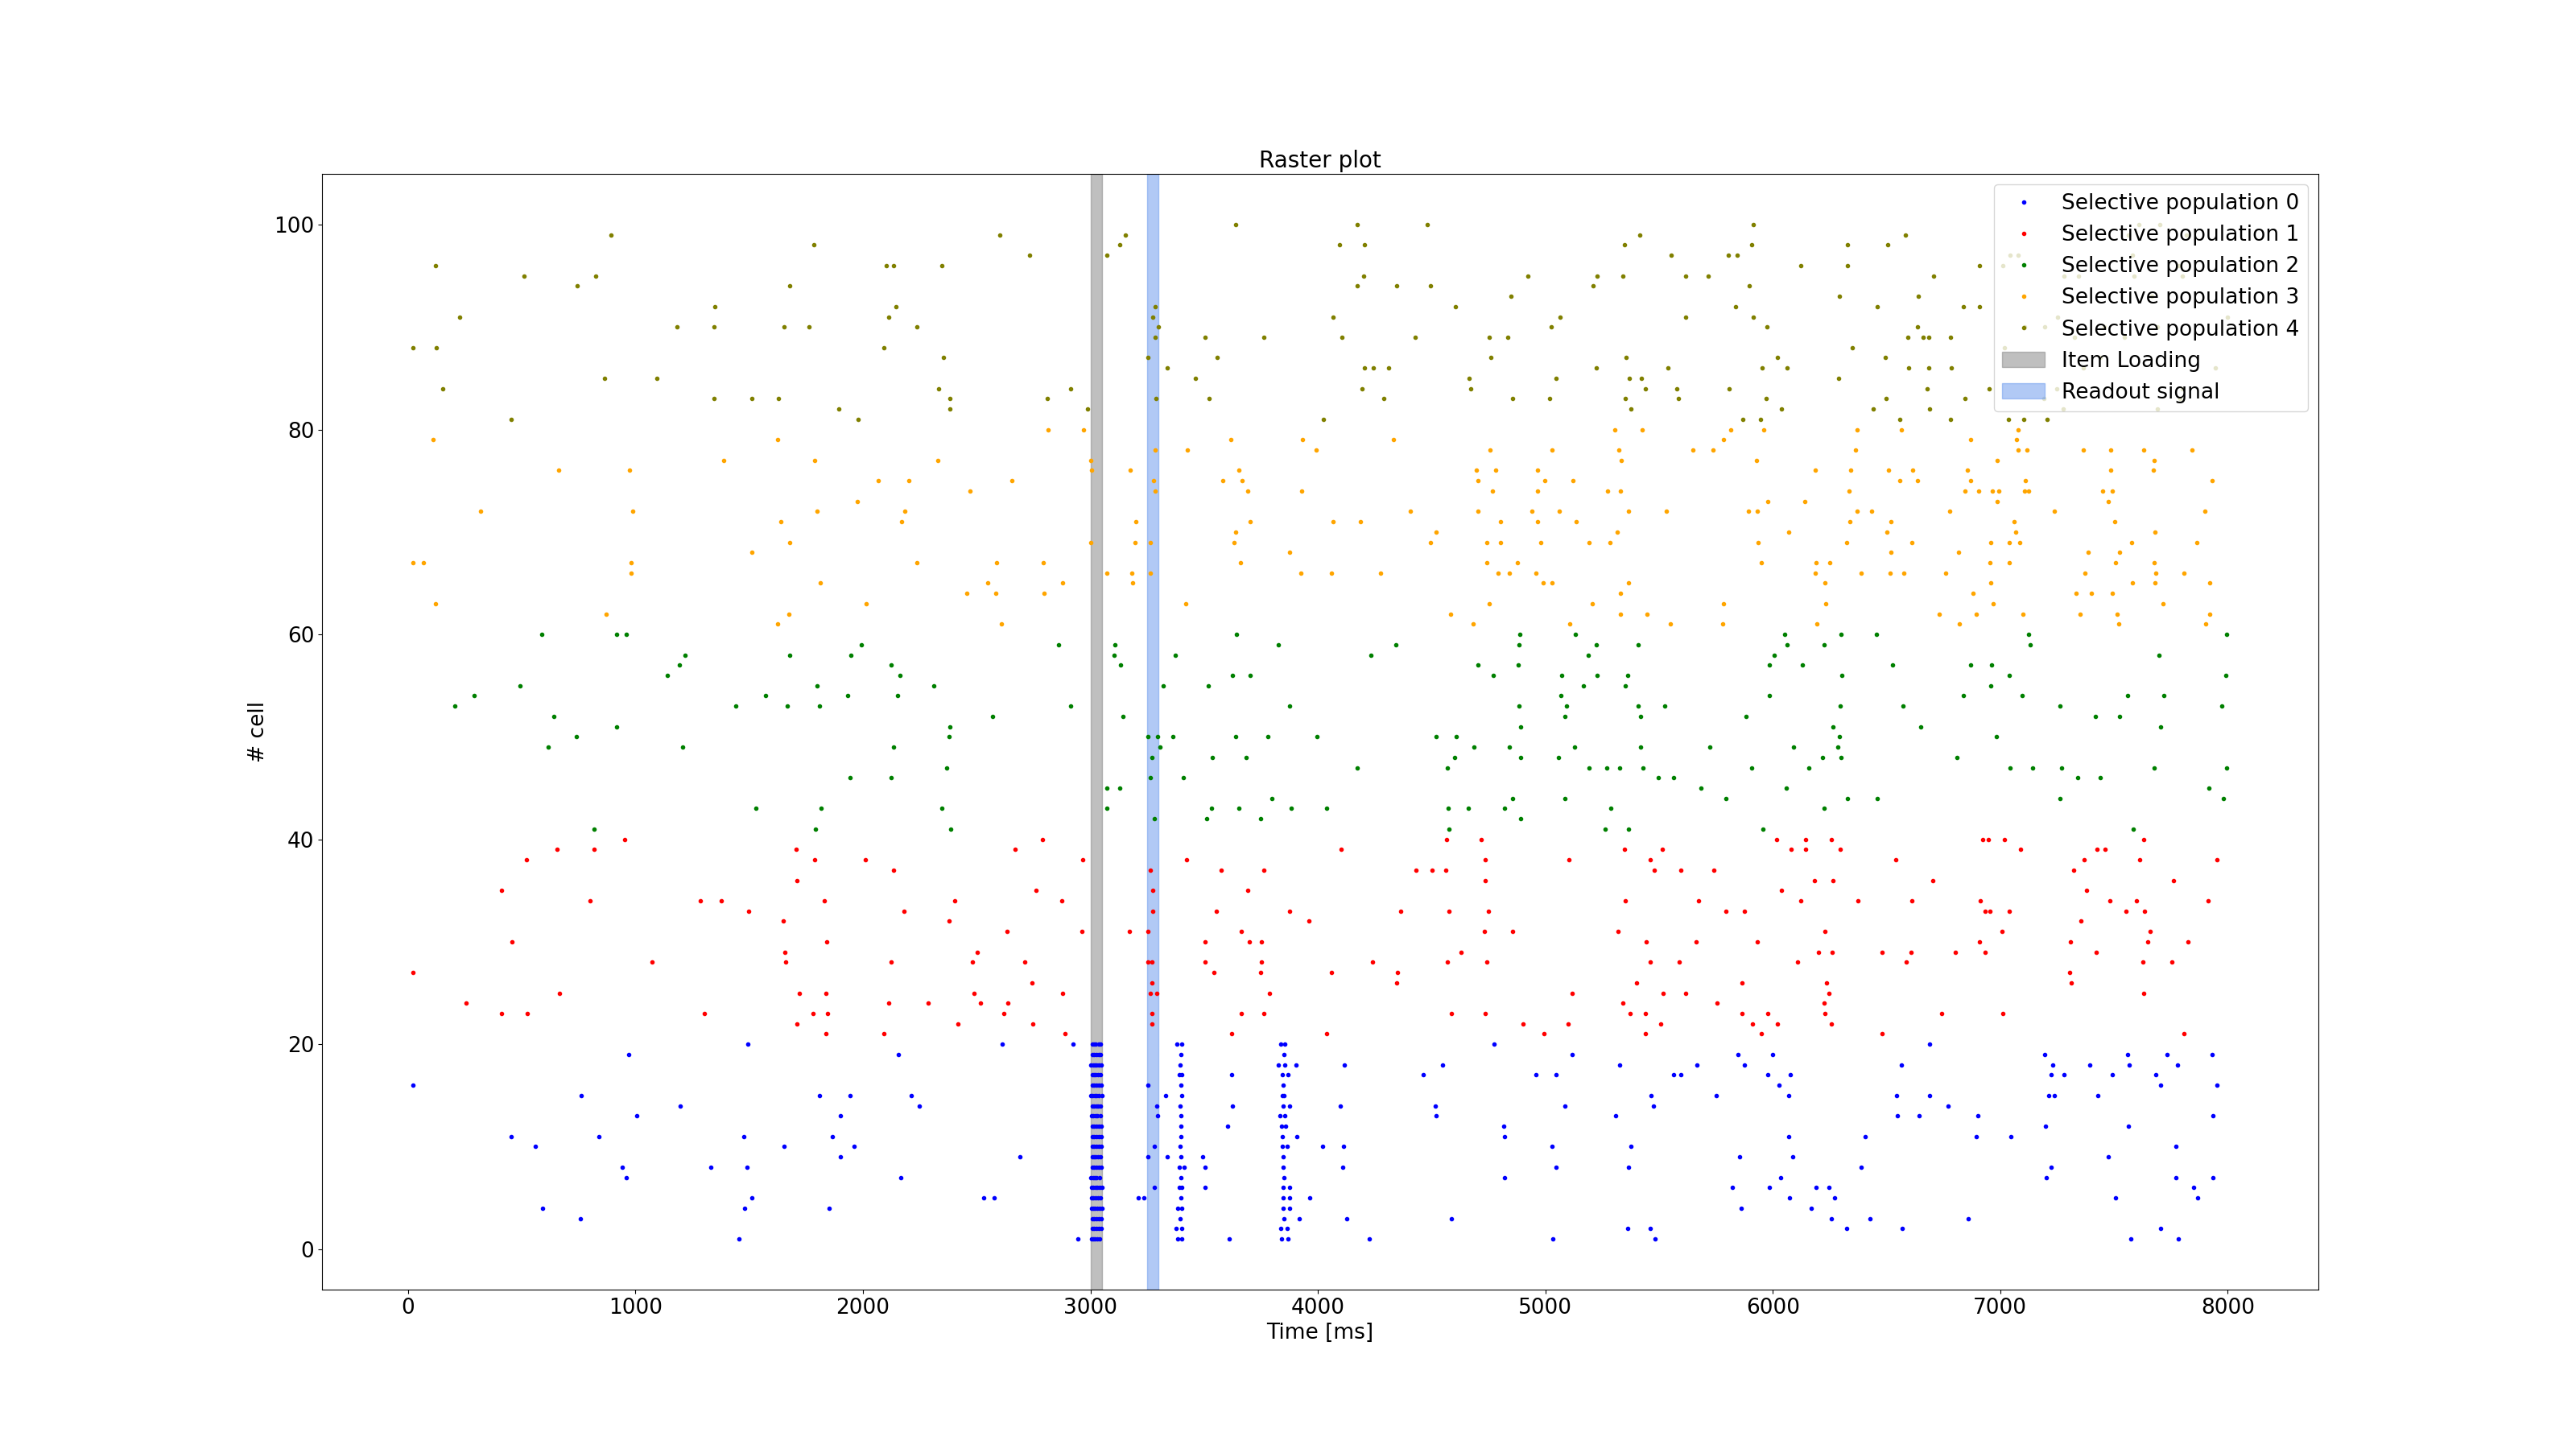 Raster plot
100
80
60
40
20
0
# cell
0 1000 2000 3000 4000 5000 6000 7000 8000
Time [ms]
Selective population 0
Selective population 1
Selective population 2
Selective population 3
Selective population 4
Item Loading
Readout signal